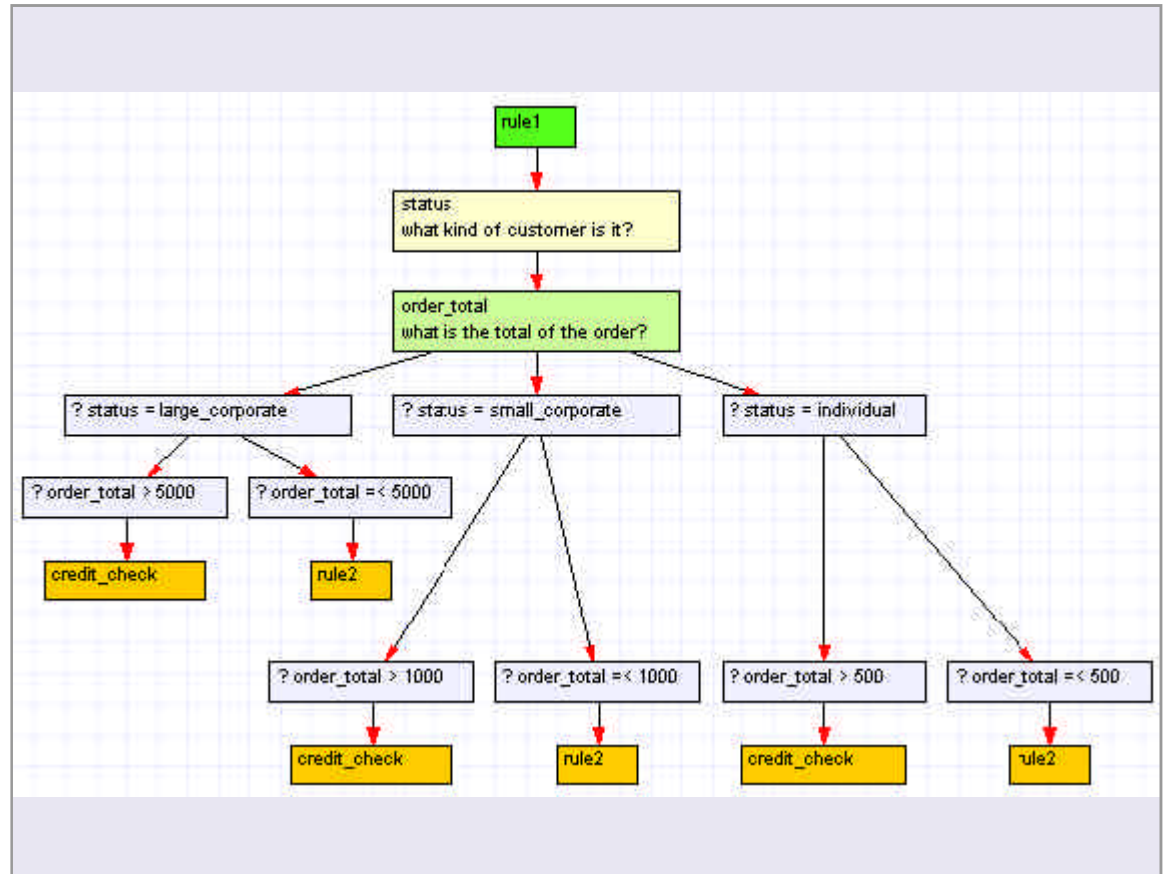 rule1
status
what kind of customer is it?
order_total
what is the total of the order?
? status = large_corporate
? status = small_corporate
? status = individual
? order_total > 5000
? order_total =< 5000
credit_check
rule2
? order_total > 1000
? order_total =< 1000
? order_total > 500
? order_total =< 500
credit_check
rule2
credit_check
rule2